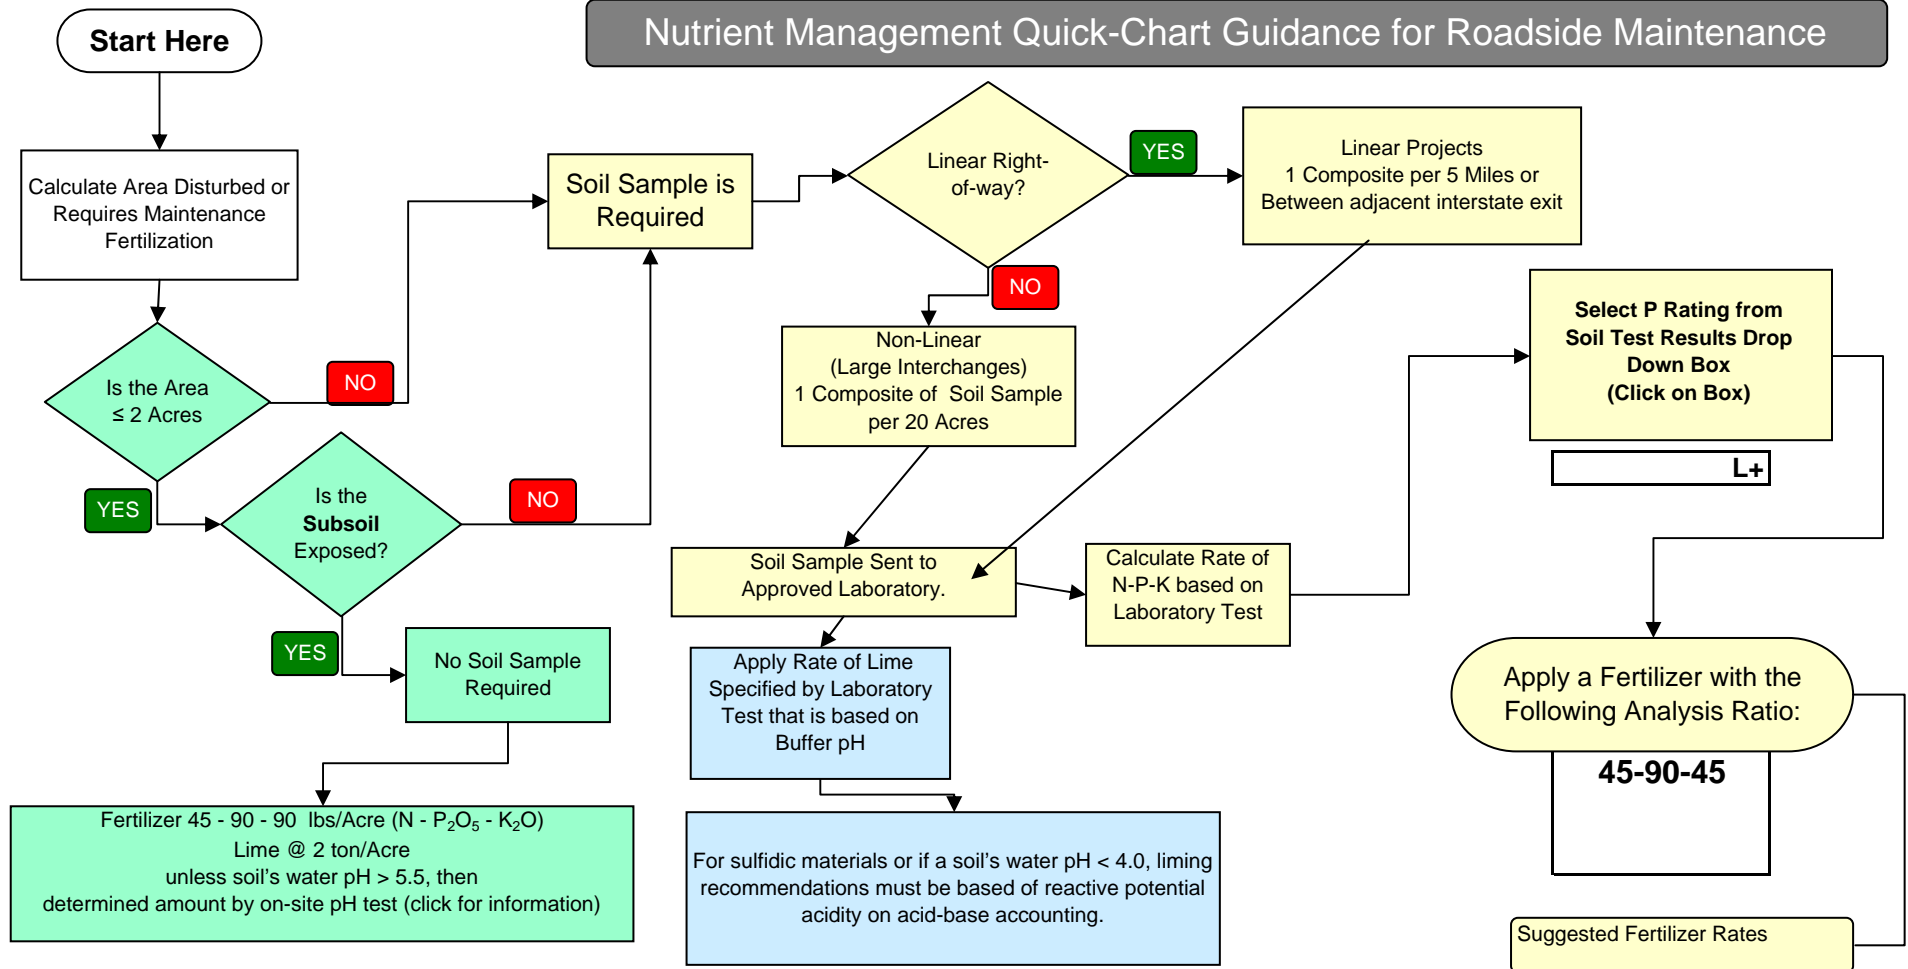 Nutrient Management Quick-Chart Guidance for Roadside Maintenance
Start Here
Calculate Area Disturbed or
Requires Maintenance
Fertilization
Is the Area
≤ 2 Acres
NO
YES
Is the
Subsoil
Exposed?
NO
YES
No Soil Sample
Required
Fertilizer 45 - 90 - 90 lbs/Acre (N - P₂O₅ - K₂O)
Lime @ 2 ton/Acre
unless soil's water pH > 5.5, then
determined amount by on-site pH test (click for information)
Soil Sample is
Required
Linear Right-
of-way?
YES
Linear Projects
1 Composite per 5 Miles or
Between adjacent interstate exit
NO
Non-Linear
(Large Interchanges)
1 Composite of Soil Sample
per 20 Acres
Soil Sample Sent to
Approved Laboratory.
Apply Rate of Lime
Specified by Laboratory
Test that is based on
Buffer pH
For sulfidic materials or if a soil's water pH < 4.0, liming
recommendations must be based of reactive potential
acidity on acid-base accounting.
Calculate Rate of
N-P-K based on
Laboratory Test
Select P Rating from
Soil Test Results Drop
Down Box
(Click on Box)
L+
Apply a Fertilizer with the
Following Analysis Ratio:
45-90-45
Suggested Fertilizer Rates